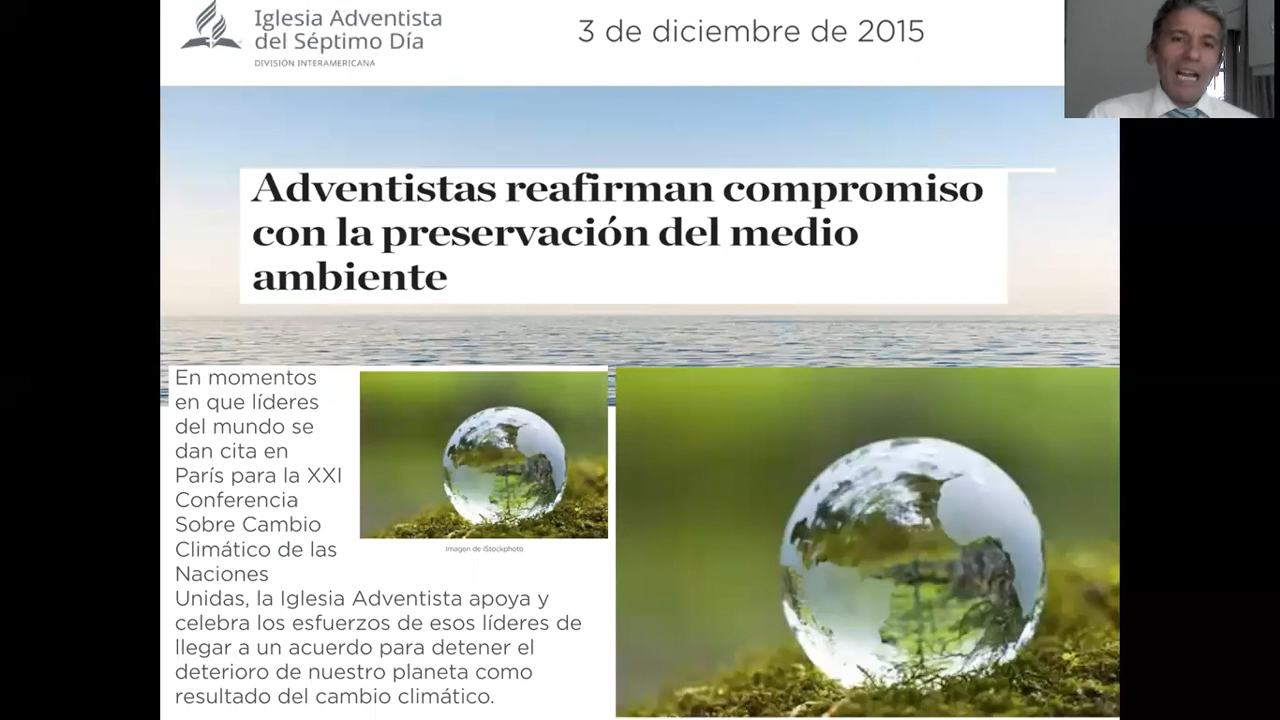 Iglesia Adventista
del Séptimo Día
DIVISIÓN INTERAMERICANA
3 de diciembre de 2015
Adventistas reafirman compromiso
con la preservación del medio
ambiente
En momentos
en que líderes
del mundo se
dan cita en
París para la XXI
Conferencia
Sobre Cambio
Climático de las
Naciones
Unidas, la Iglesia Adventista apoya y
celebra los esfuerzos de esos líderes de
llegar a un acuerdo para detener el
deterioro de nuestro planeta como
resultado del cambio climático.
Imagen de iStockphoto